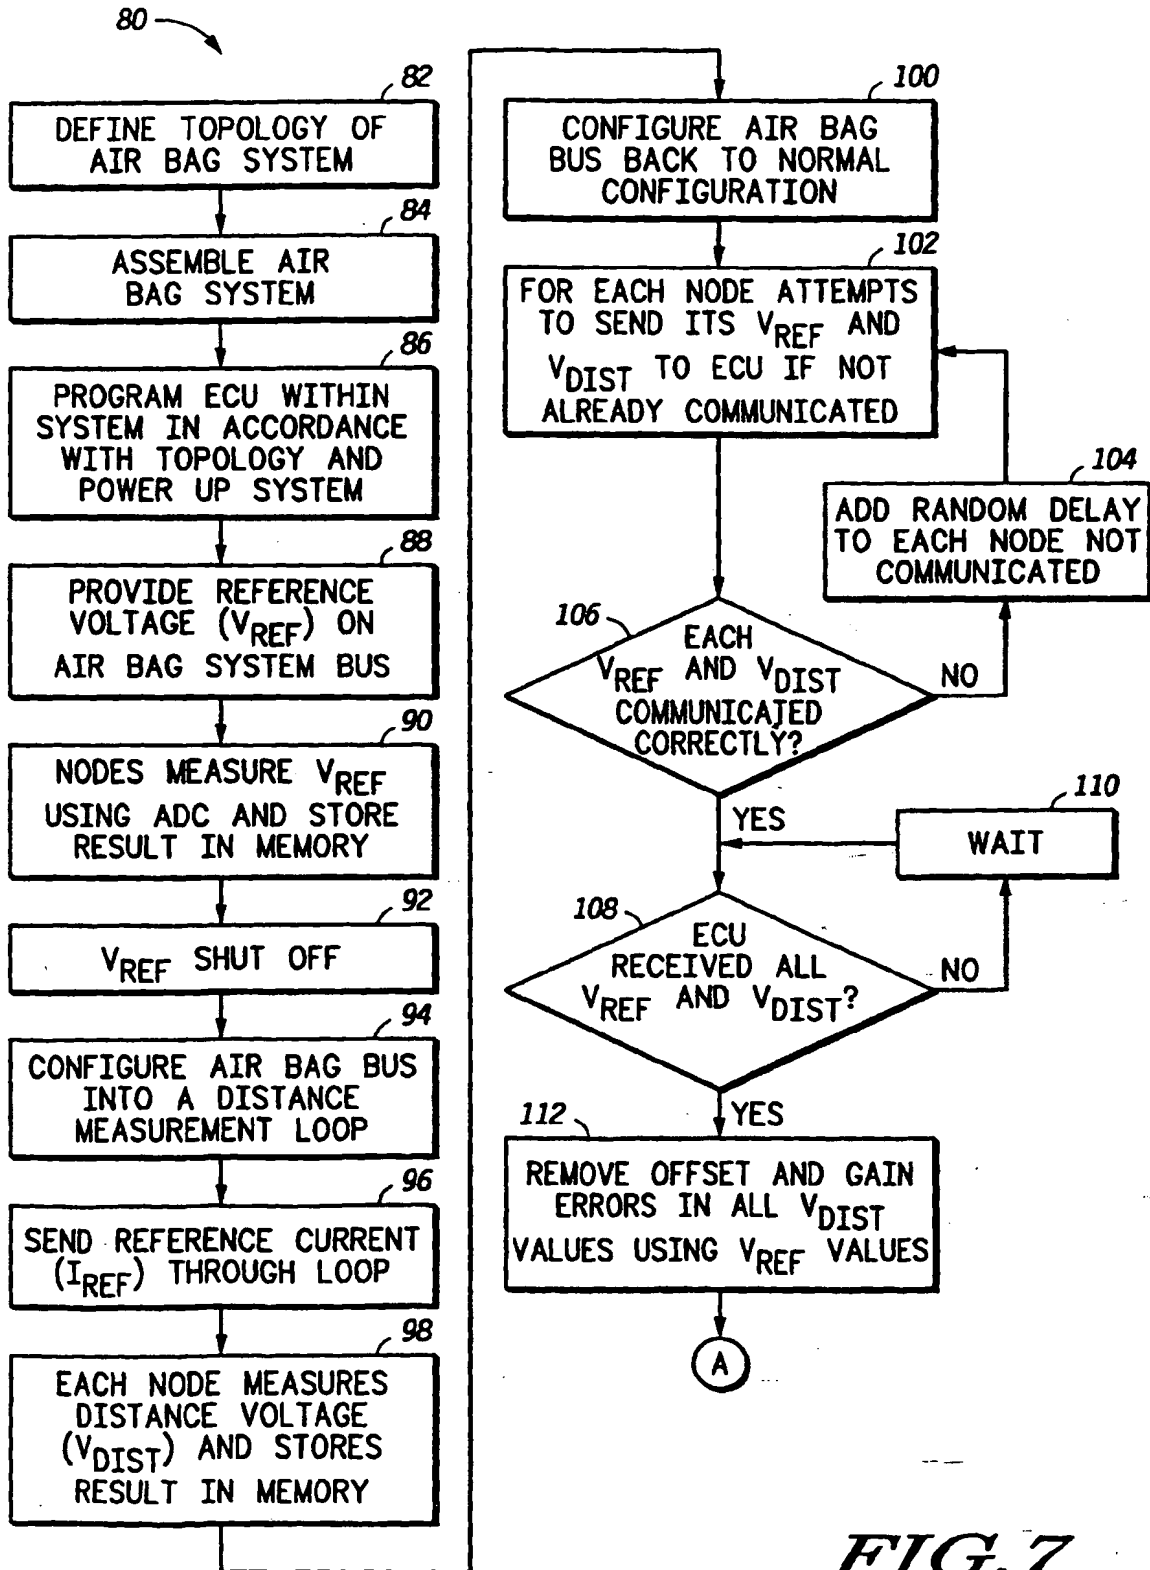 80
82
DEFINE TOPOLOGY OF
AIR BAG SYSTEM
84
ASSEMBLE AIR
BAG SYSTEM
86
PROGRAM ECU WITHIN
SYSTEM IN ACCORDANCE
WITH TOPOLOGY AND
POWER UP SYSTEM
88
PROVIDE REFERENCE
VOLTAGE (VREF) ON
AIR BAG SYSTEM BUS
90
NODES MEASURE VREF
USING ADC AND STORE
RESULT IN MEMORY
92
VREF SHUT OFF
94
CONFIGURE AIR BAG BUS
INTO A DISTANCE
MEASUREMENT LOOP
96
SEND REFERENCE CURRENT
(IREF) THROUGH LOOP
98
EACH NODE MEASURES
DISTANCE VOLTAGE
(VDIST) AND STORES
RESULT IN MEMORY
100
CONFIGURE AIR BAG
BUS BACK TO NORMAL
CONFIGURATION
102
FOR EACH NODE ATTEMPTS
TO SEND ITS VREF AND
VDIST TO ECU IF NOT
ALREADY COMMUNICATED
104
ADD RANDOM DELAY
TO EACH NODE NOT
COMMUNICATED
106
EACH
VREF AND VDIST
COMMUNICATED
CORRECTLY?
NO
YES
110
WAIT
108
ECU
RECEIVED ALL
VREF AND VDIST?
NO
YES
112
REMOVE OFFSET AND GAIN
ERRORS IN ALL VDIST
VALUES USING VREF VALUES
A
FIG.7